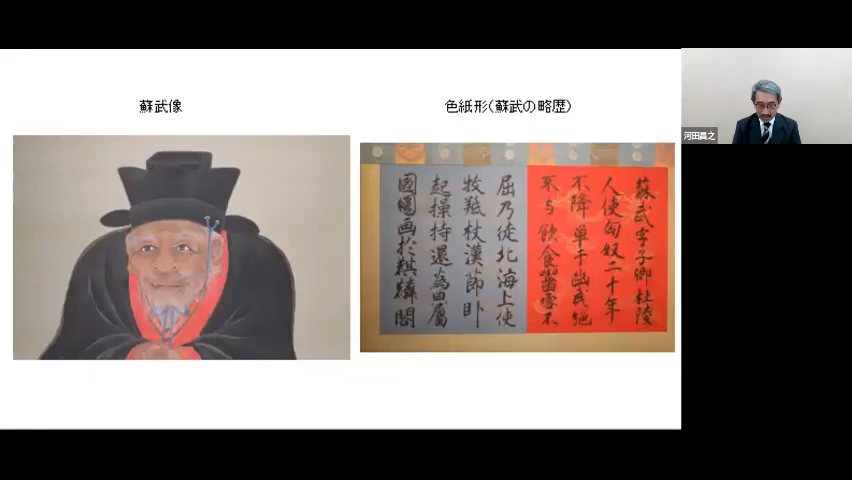 蘇武像
色紙形(蘇武の略歴)
蘇武字子卿杜陵
人使匈奴二十年
不降単于幽武絶
不与飲食齧雪不
屈乃徒北海上使
牧羝杖漢節卧
起操持還為典屬
國圖画於麒麟閣
河田昌之